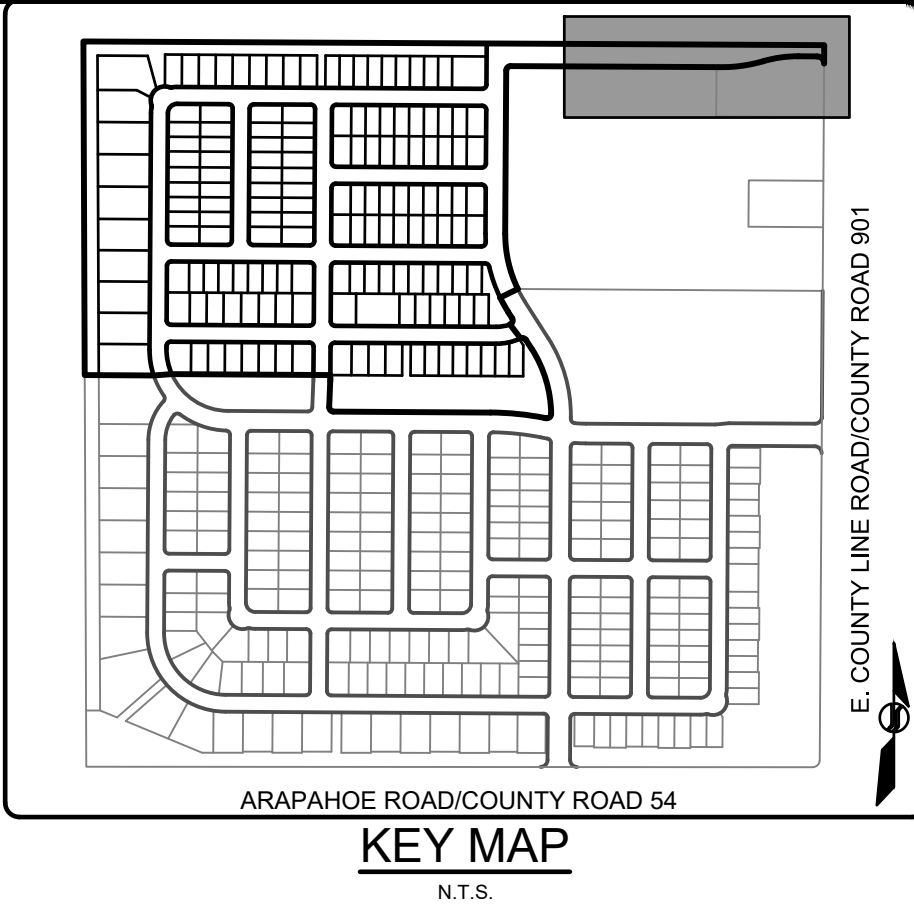 E. COUNTY LINE ROAD/COUNTY ROAD 901
ARAPAHOE ROAD/COUNTY ROAD 54
KEY MAP
N.T.S.